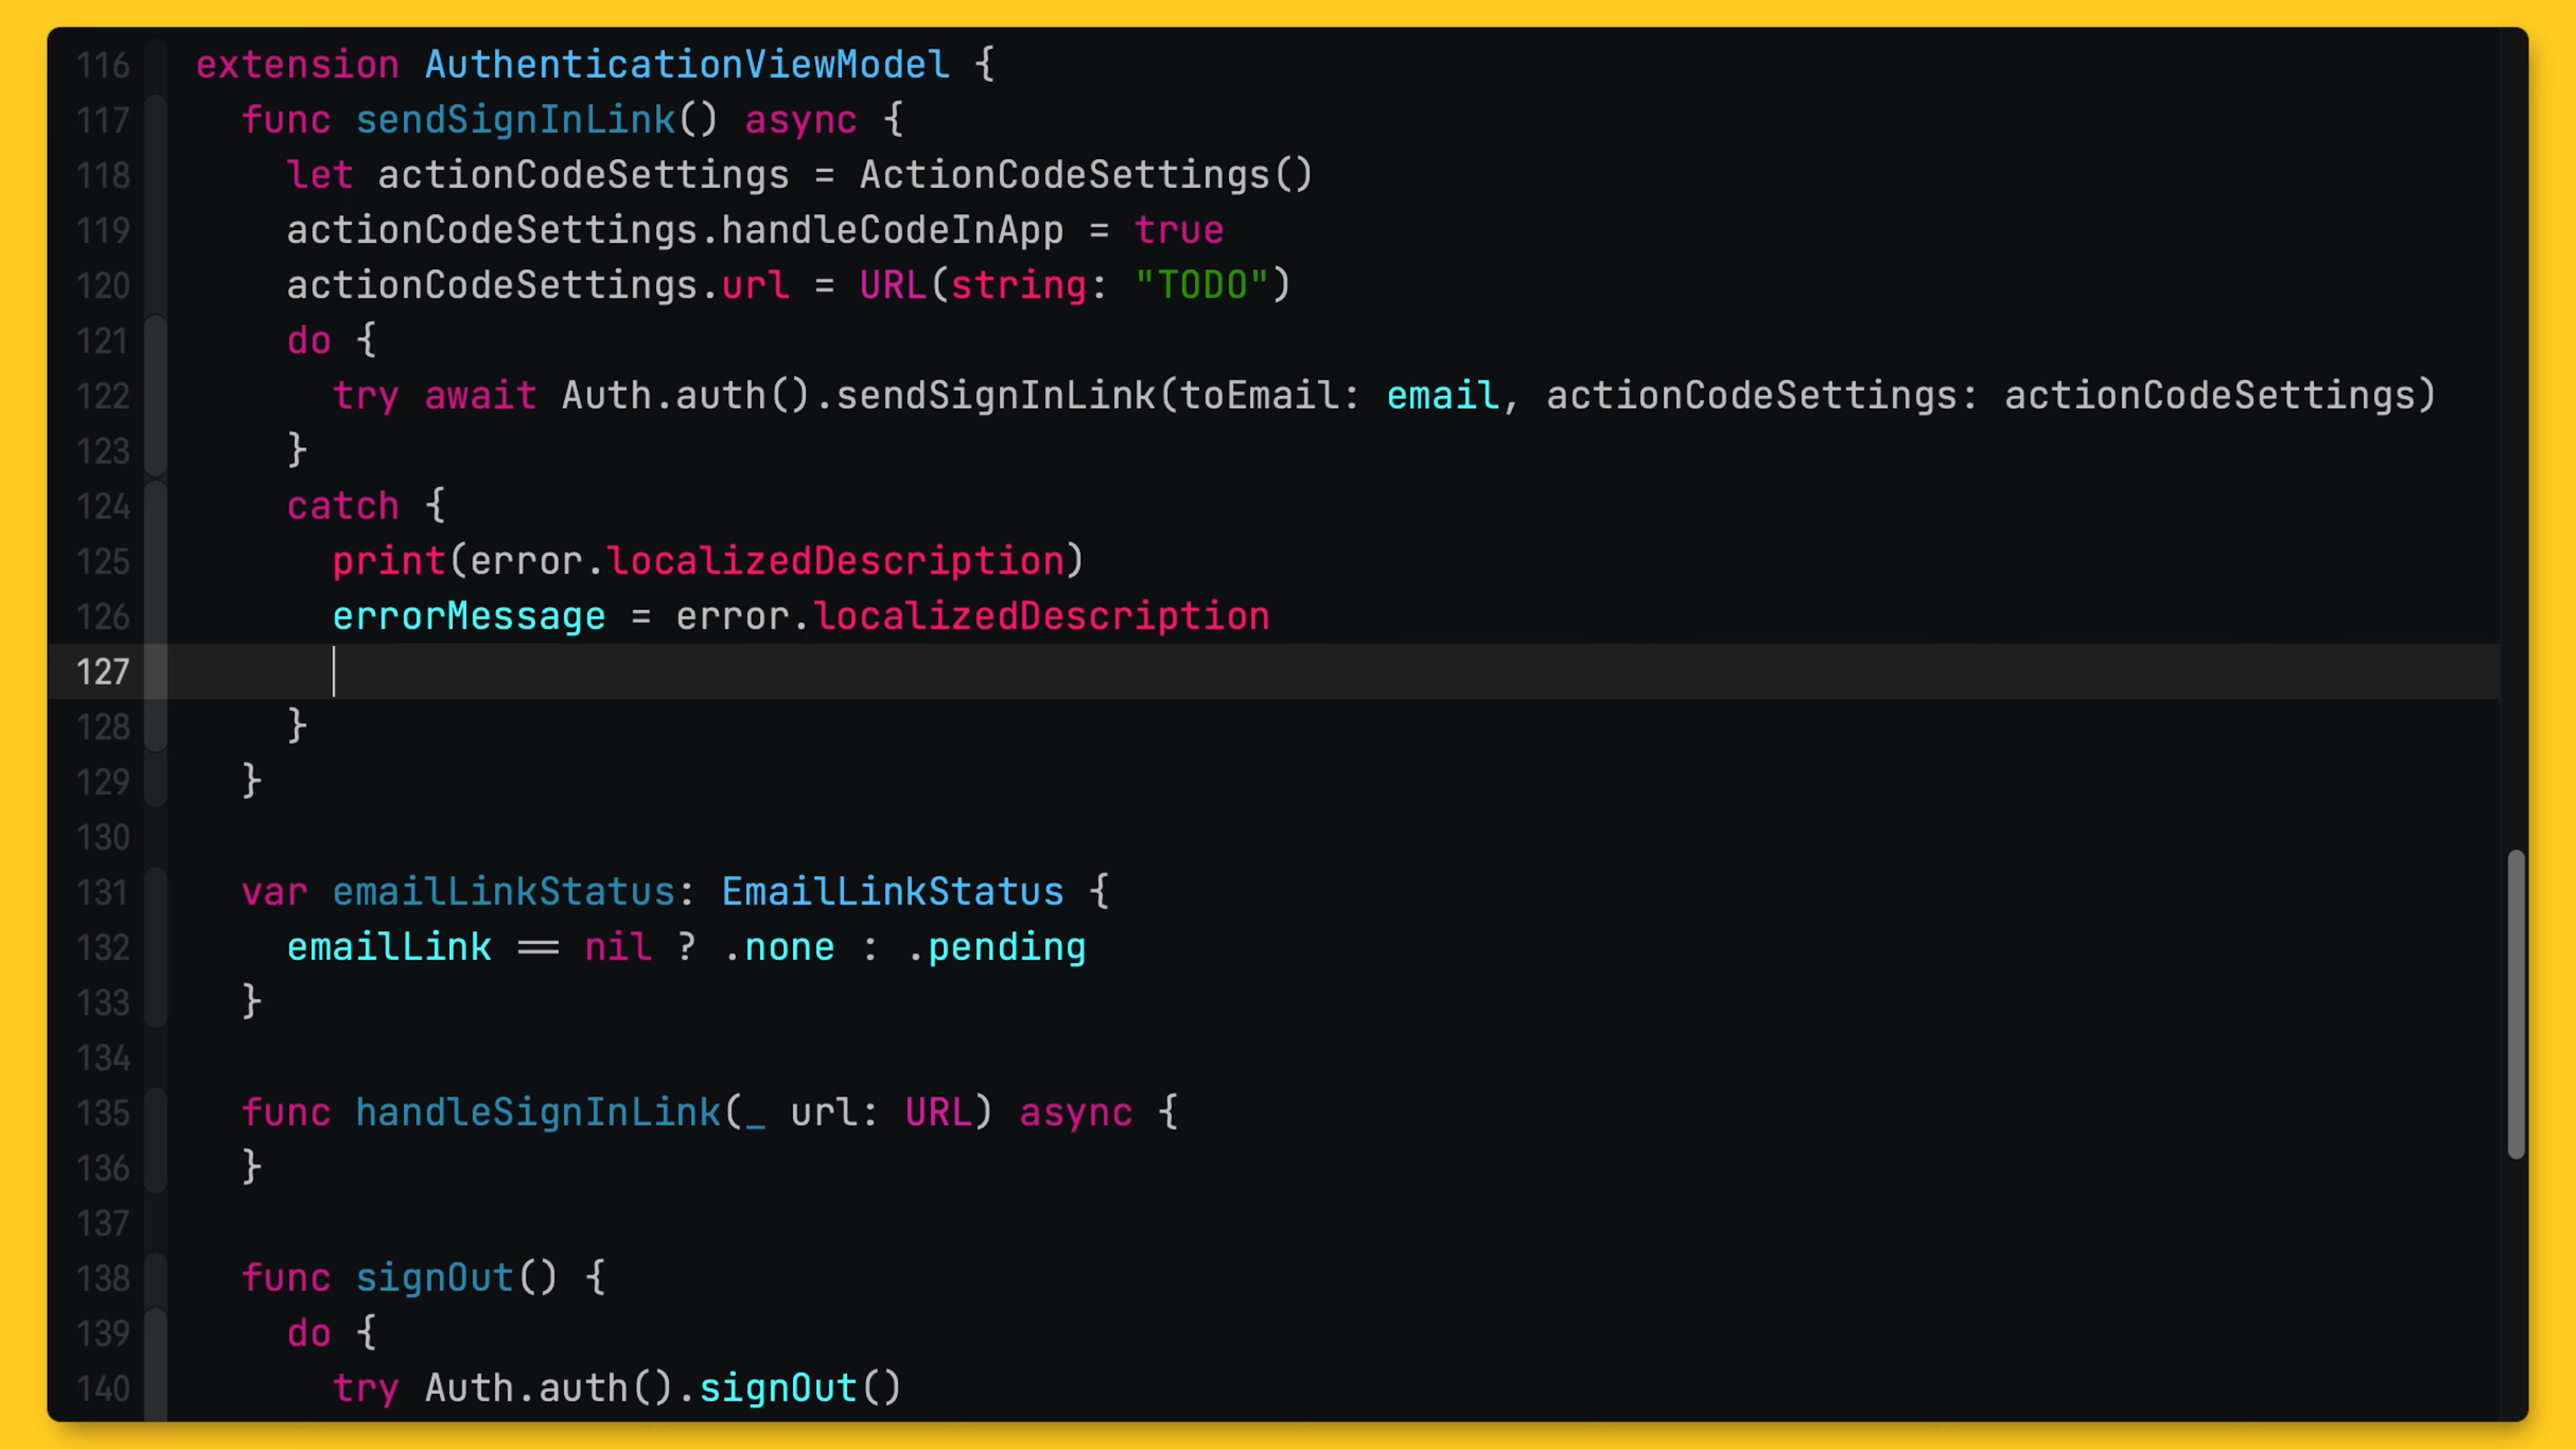 116 extension AuthenticationViewModel {
117 func sendSignInLink() async {
118 let actionCodeSettings = ActionCodeSettings()
119 actionCodeSettings.handleCodeInApp = true
120 actionCodeSettings.url = URL(string: "TODO")
121 do {
122 try await Auth.auth().sendSignInLink(toEmail: email, actionCodeSettings: actionCodeSettings)
123 }
124 catch {
125 print(error.localizedDescription)
126 errorMessage = error.localizedDescription
127
128 }
129 }
130
131 var emailLinkStatus: EmailLinkStatus {
132 emailLink == nil ? .none : .pending
133 }
134
135 func handleSignInLink(_ url: URL) async {
136 }
137
138 func signOut() {
139 do {
140 try Auth.auth().signOut()